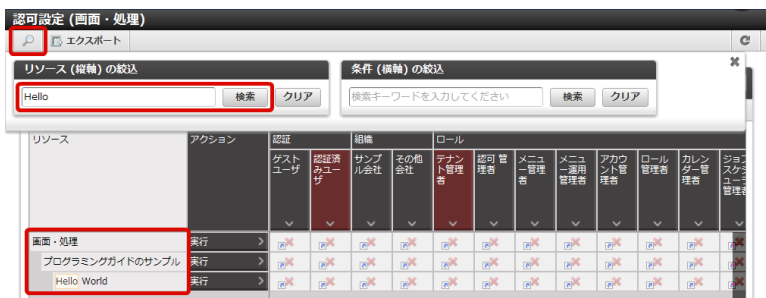 認可設定 (画面・処理)
エクスポート
リソース (縦軸) の絞込
Hello
検索
クリア
条件 (横軸) の絞込
検索キーワードを入力してください
検索
クリア
リソース
アクション
認証
組織
ロール
ゲストユーザ
認証済みユーザ
サンプル会社
その他会社
テナント管理者
認可管理者
メニュー管理者
メニュー運用管理者
アカウント管理者
ロール管理者
カレンダー管理者
画面・処理
実行
プログラミングガイドのサンプル
実行
Hello World
実行